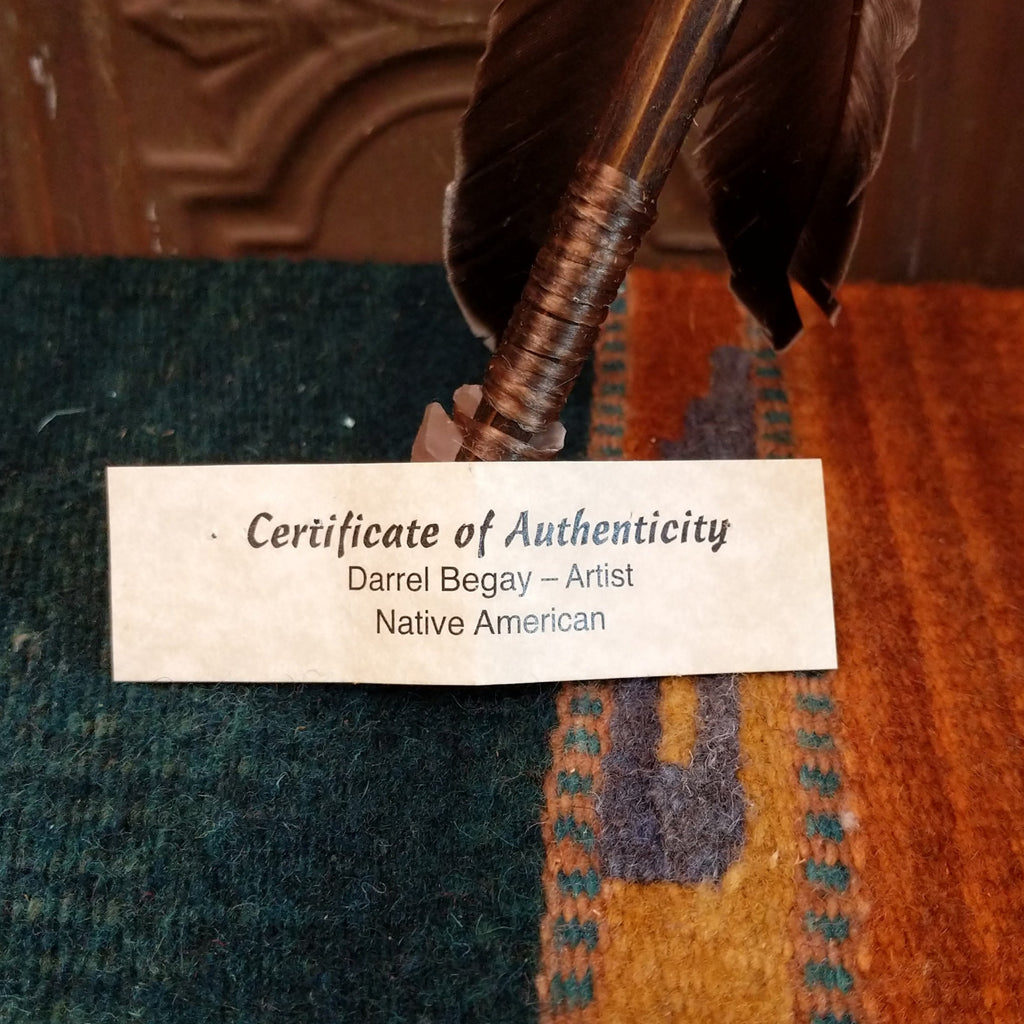 Certificate of Authenticity
Darrel Begay – Artist
Native American